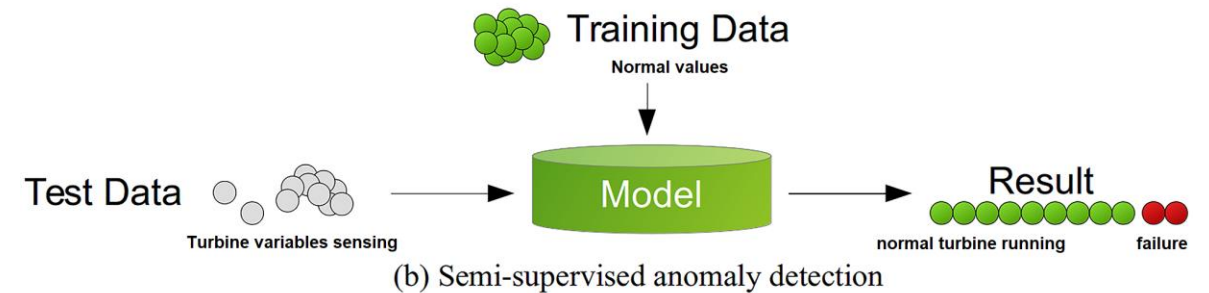 Training Data
Normal values
Test Data
Turbine variables sensing
Model
Result
normal turbine running
failure
(b) Semi-supervised anomaly detection